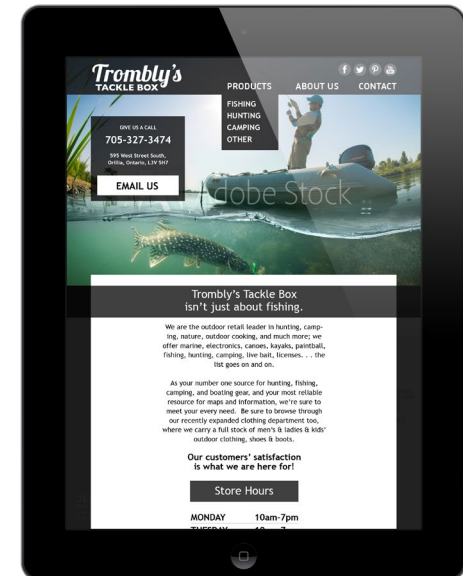 Trombly's
TACKLE BOX
PRODUCTS
ABOUT US
CONTACT
FISHING
HUNTING
CAMPING
OTHER
GIVE US A CALL
705-327-3474
595 West Street South,
Orillia, Ontario, L3V 5H7
EMAIL US
Adobe Stock
Trombly's Tackle Box
isn't just about fishing.
We are the outdoor retail leader in hunting, camp-
ing, nature, outdoor cooking, and much more; we
offer marine, electronics, canoes, kayaks, paintball,
fishing, hunting, camping, live bait, licenses. . . the
list goes on and on.
As your number one source for hunting, fishing,
camping, and boating gear, and your most reliable
resource for maps and information, we're sure to
meet your every need. Be sure to browse through
our recently expanded clothing department too,
where we carry a full stock of men's & ladies & kids'
outdoor clothing, shoes & boots.
Our customers' satisfaction
is what we are here for!
Store Hours
MONDAY 10am-7pm